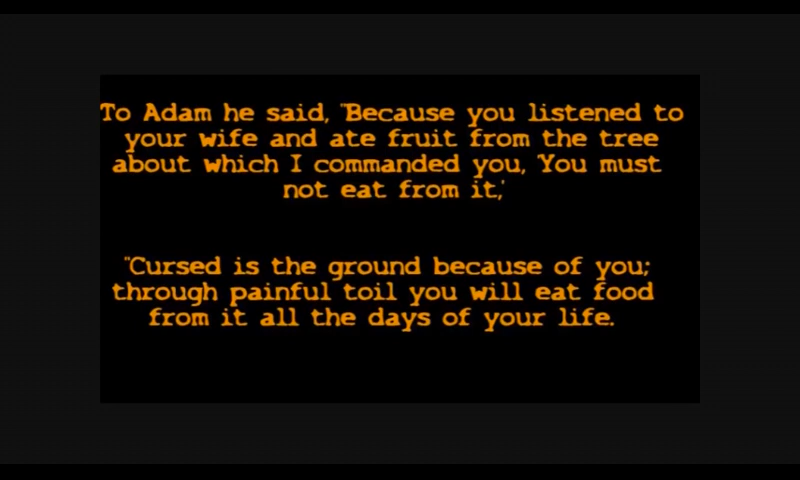 To Adam he said, "Because you listened to
your wife and ate fruit from the tree
about which I commanded you, 'You must
not eat from it,'
"Cursed is the ground because of you;
through painful toil you will eat food
from it all the days of your life.